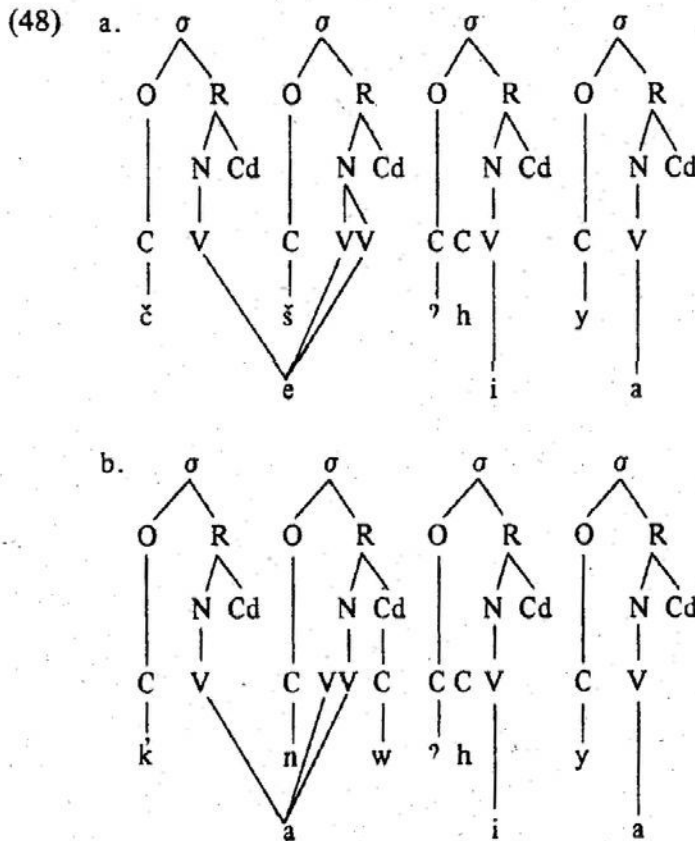 (48) a. σ σ σ σ
O R O R O R O R
N Cd N Cd N Cd N Cd
C V C VV C C V C V
č š ʔ h y
e i a
b. σ σ σ σ
O R O R O R O R
N Cd N Cd N Cd N Cd
C V C VV C C C V C V
k̓ n w ʔ h y
a i a